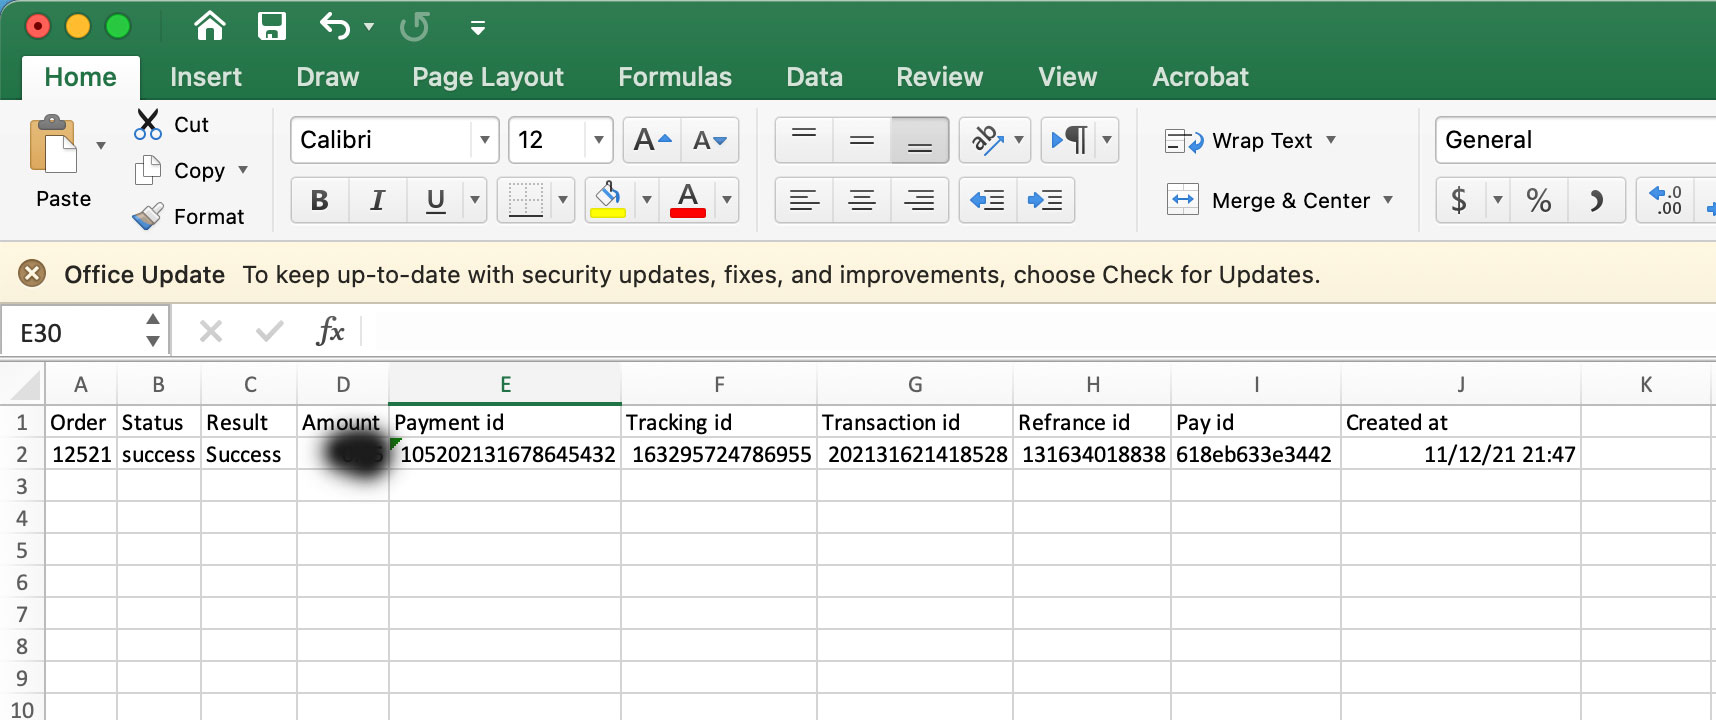 Home Insert Draw Page Layout Formulas Data Review View Acrobat
Paste
Cut
Copy
Format
Calibri 12 A A
B I U A
ab
Wrap Text
Merge & Center
General
$ % .0 .00
Office Update To keep up-to-date with security updates, fixes, and improvements, choose Check for Updates.
E30 fx
A B C D E F G H I J K
1 Order Status Result Amount Payment id Tracking id Transaction id Refrance id Pay id Created at
2 12521 success Success 105202131678645432 163295724786955 202131621418528 131634018838 618eb633e3442 11/12/21 21:47
3
4
5
6
7
8
9
10